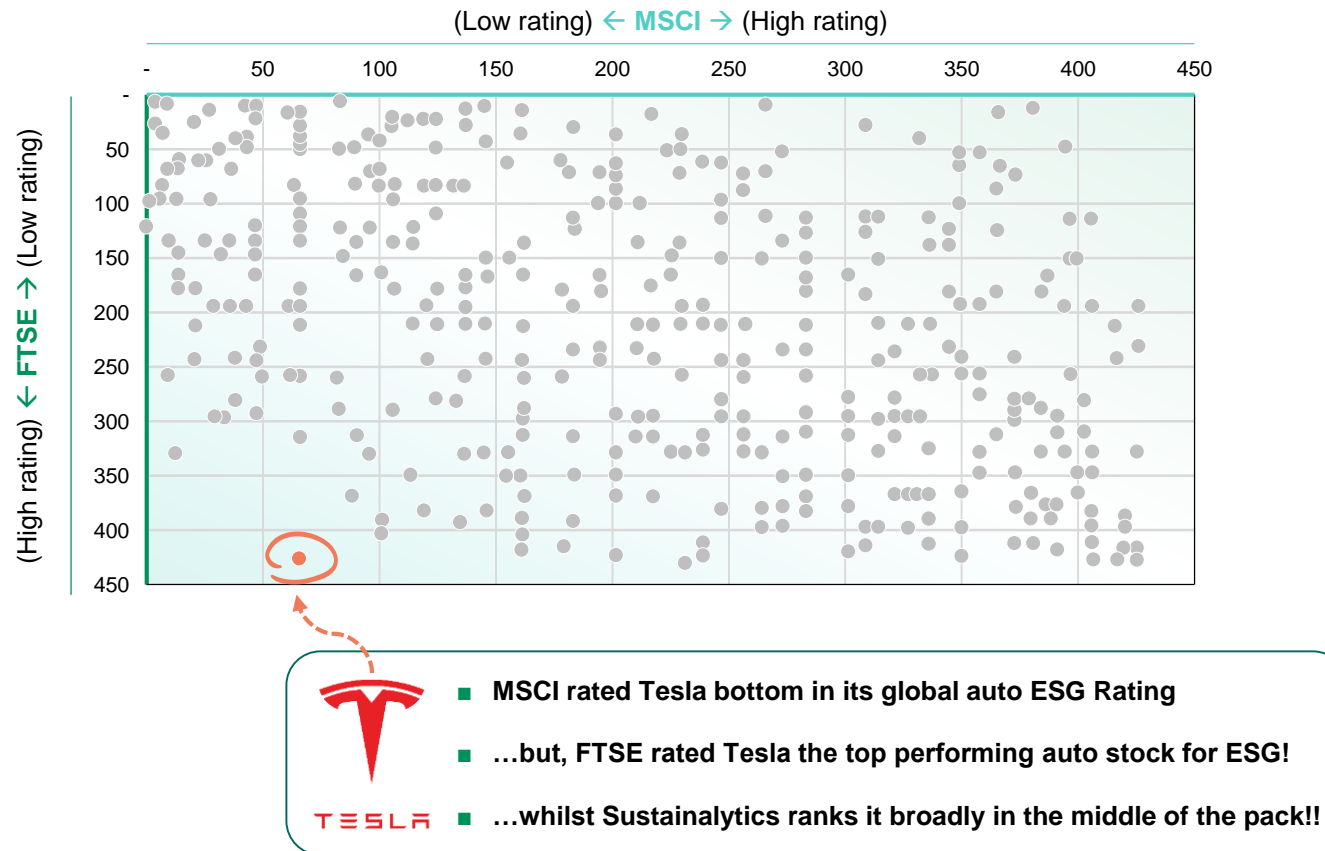 (Low rating) ← MSCI → (High rating)
- 50 100 150 200 250 300 350 400 450
(High rating) ← FTSE → (Low rating)
-
50
100
150
200
250
300
350
400
450
■ MSCI rated Tesla bottom in its global auto ESG Rating
■ ...but, FTSE rated Tesla the top performing auto stock for ESG!
■ ...whilst Sustainalytics ranks it broadly in the middle of the pack!!
TESLA